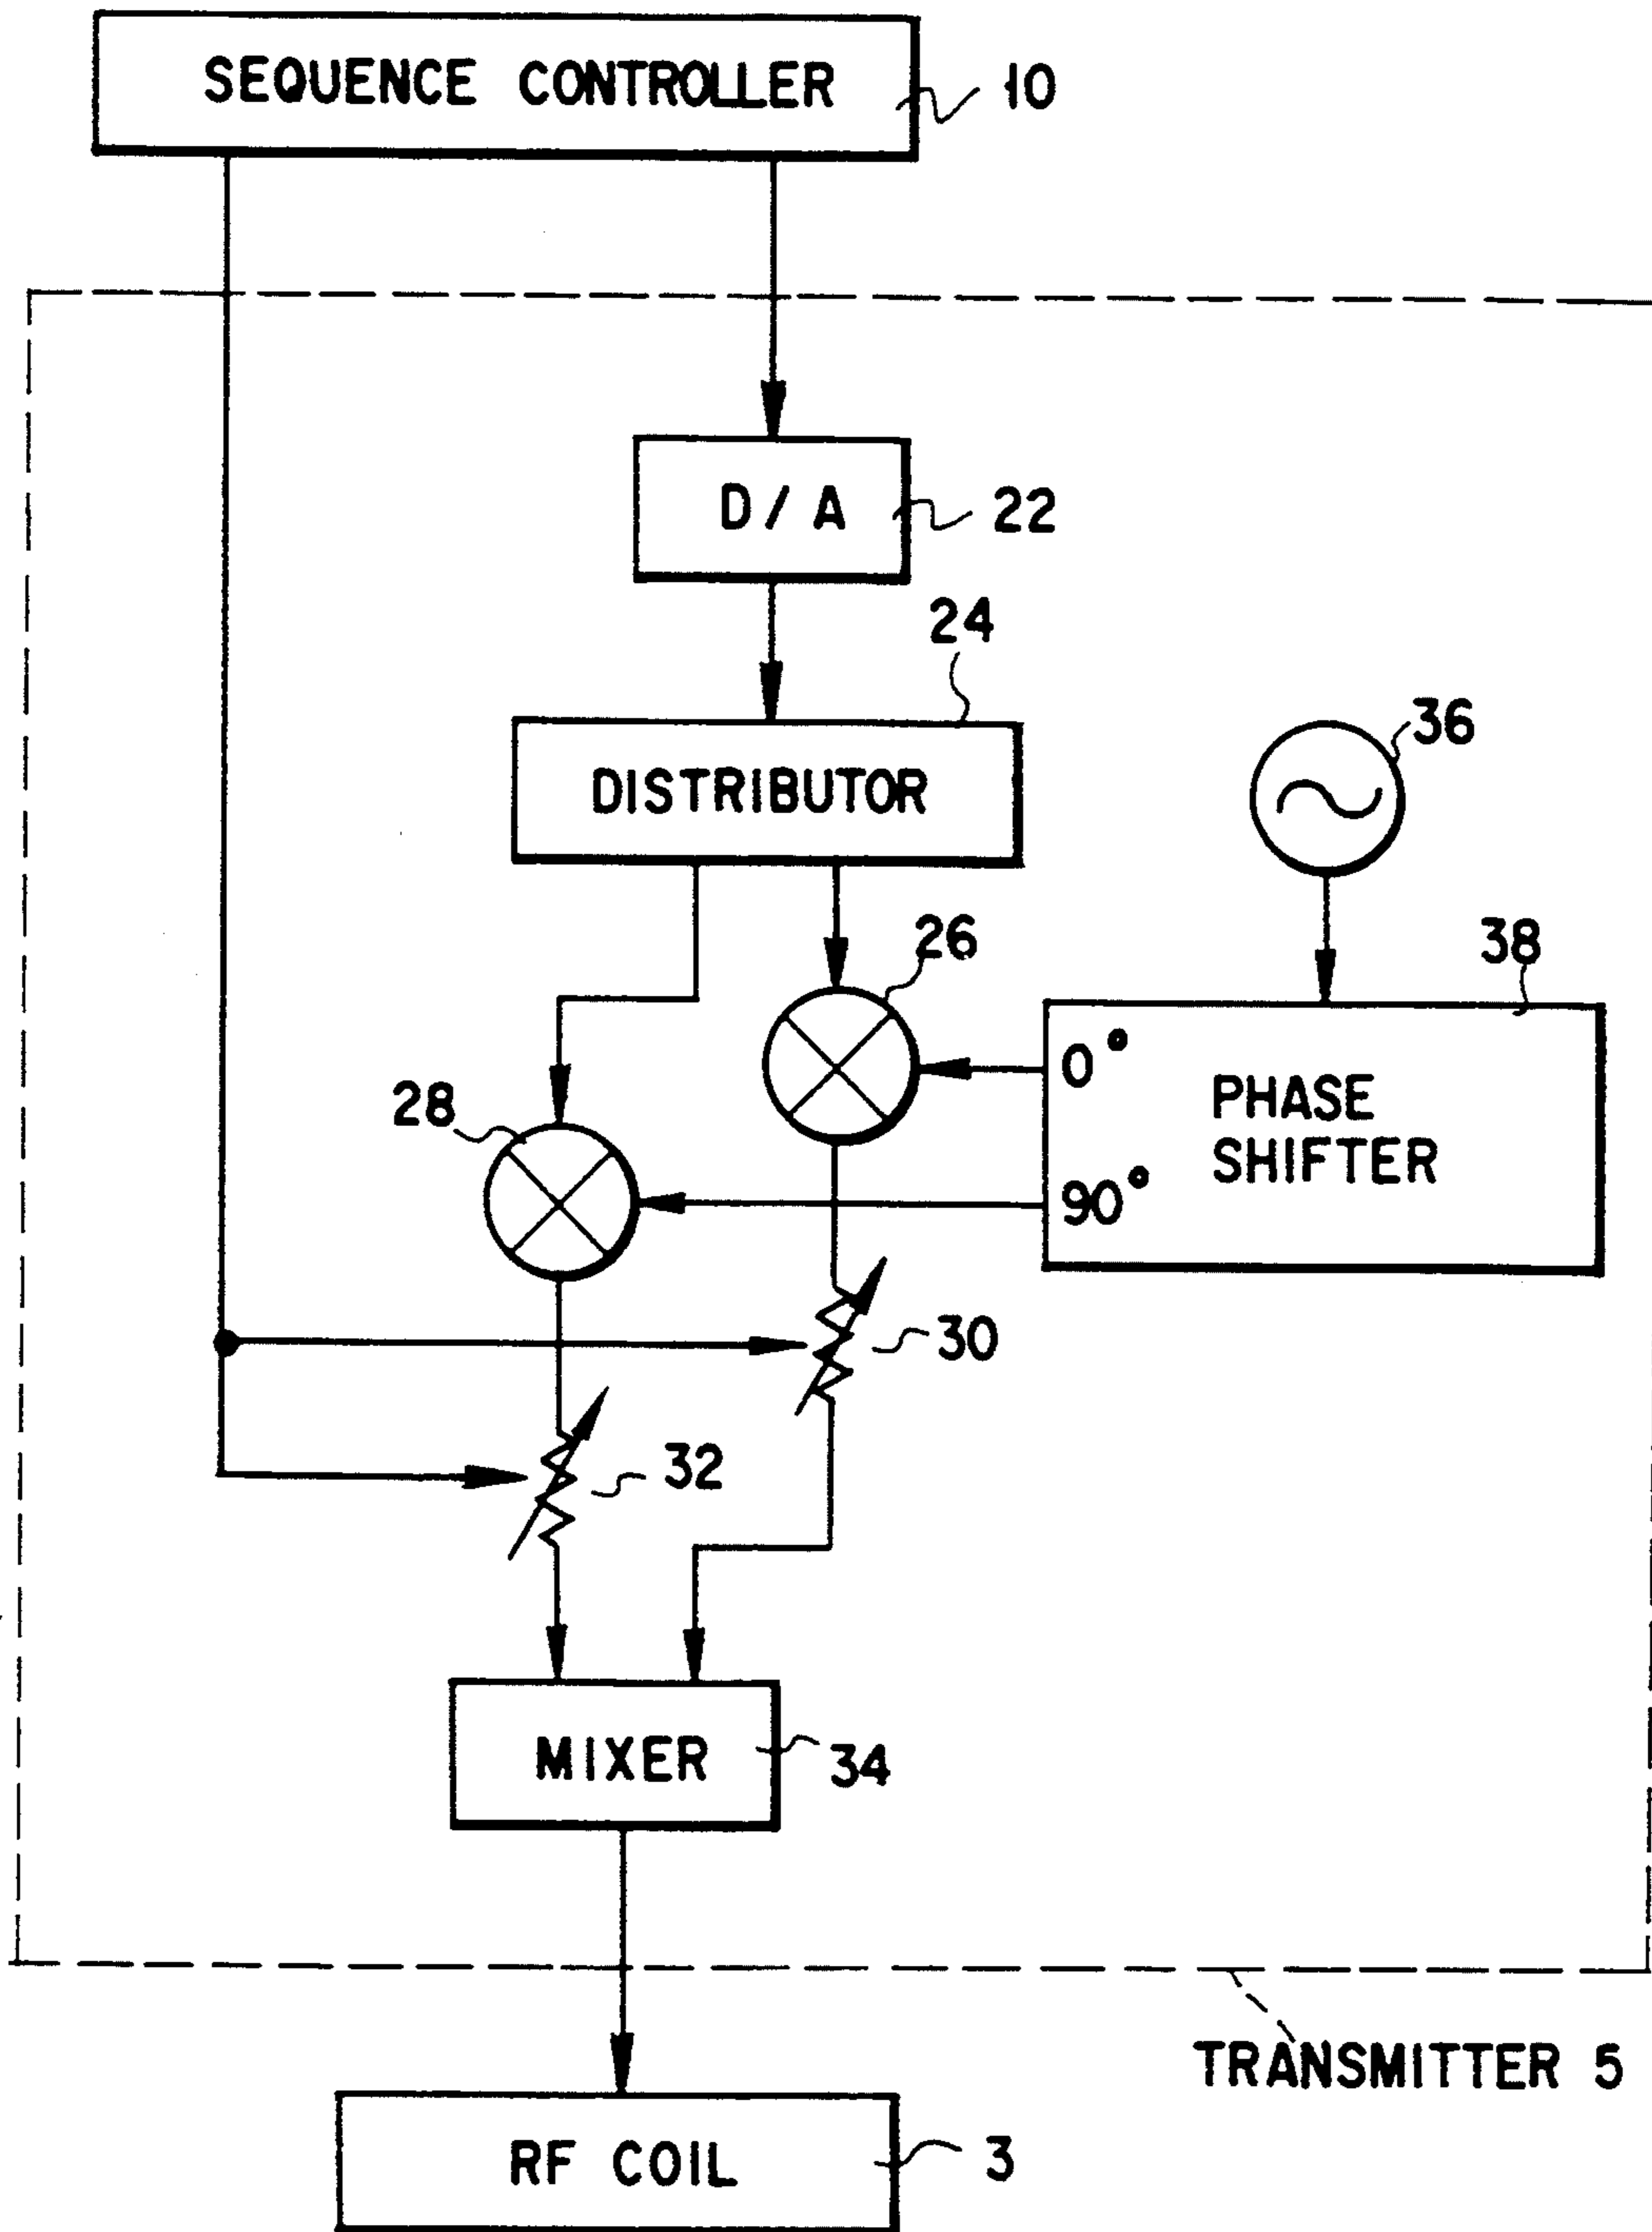 SEQUENCE CONTROLLER
10
D/A
22
24
DISTRIBUTOR
36
26
38
0°
PHASE
SHIFTER
28
90°
30
32
MIXER
34
TRANSMITTER 5
RF COIL
3